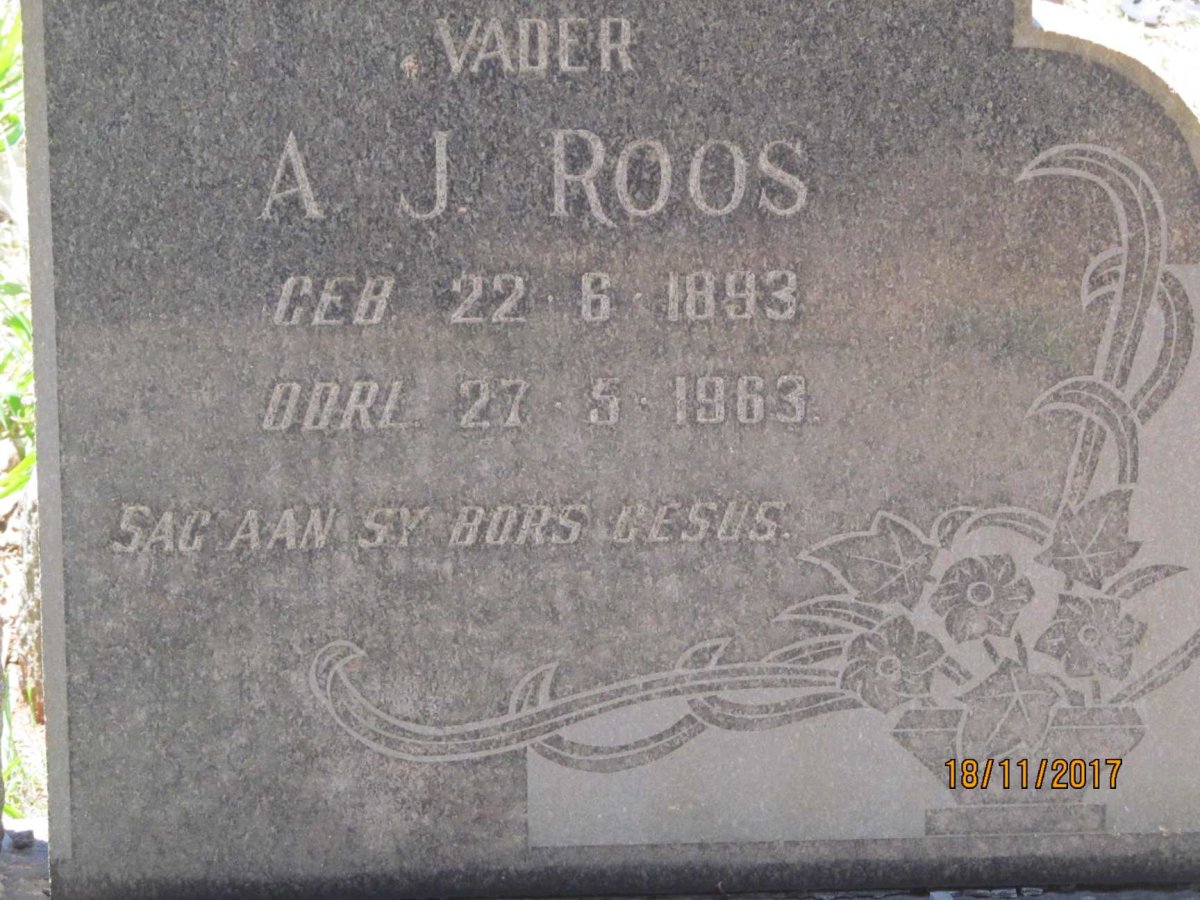 VADER
A J. ROOS
GEB 22·6·1893
OORL. 27·5·1963.
SAG AAN SY BORS GESUS.
18/11/2017